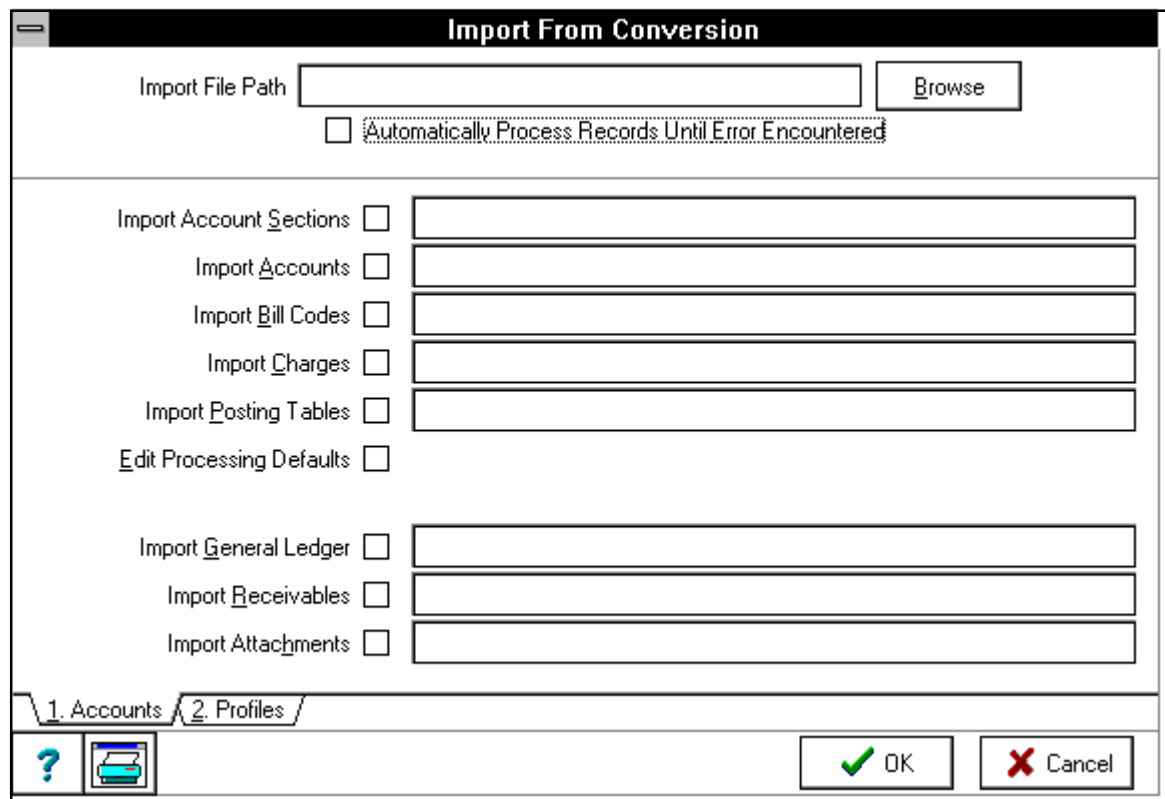 Import From Conversion
Import File Path
Browse
Automatically Process Records Until Error Encountered
Import Account Sections
Import Accounts
Import Bill Codes
Import Charges
Import Posting Tables
Edit Processing Defaults
Import General Ledger
Import Receivables
Import Attachments
1. Accounts 2. Profiles
? OK Cancel